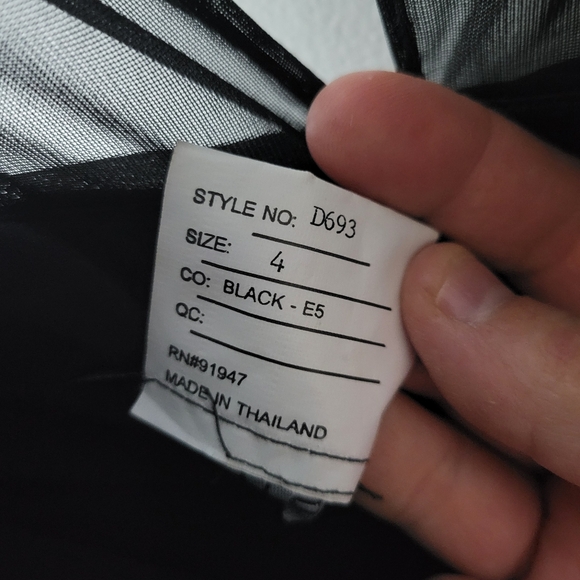 STYLE NO: D693
SIZE: 4
CO: BLACK - E5
QC:
RN#91947
MADE IN THAILAND